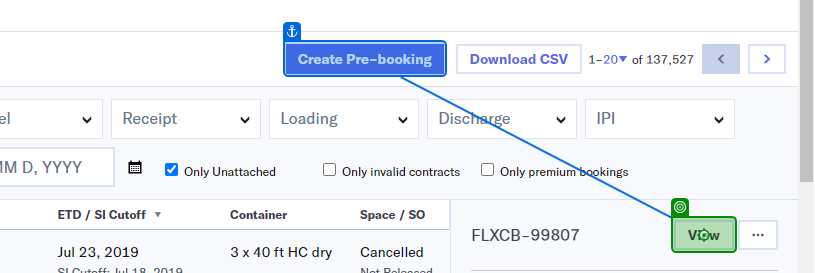 Create Pre-booking Download CSV 1-20 of 137,527
el Receipt Loading Discharge IPI
MM D, YYYY Only Unattached Only invalid contracts Only premium bookings
ETD / SI Cutoff Container Space / SO
FLXCB-99807 View ...
Jul 23, 2019 3 x 40 ft HC dry Cancelled
SI Cutoff: Jul 18, 2019 Not Released